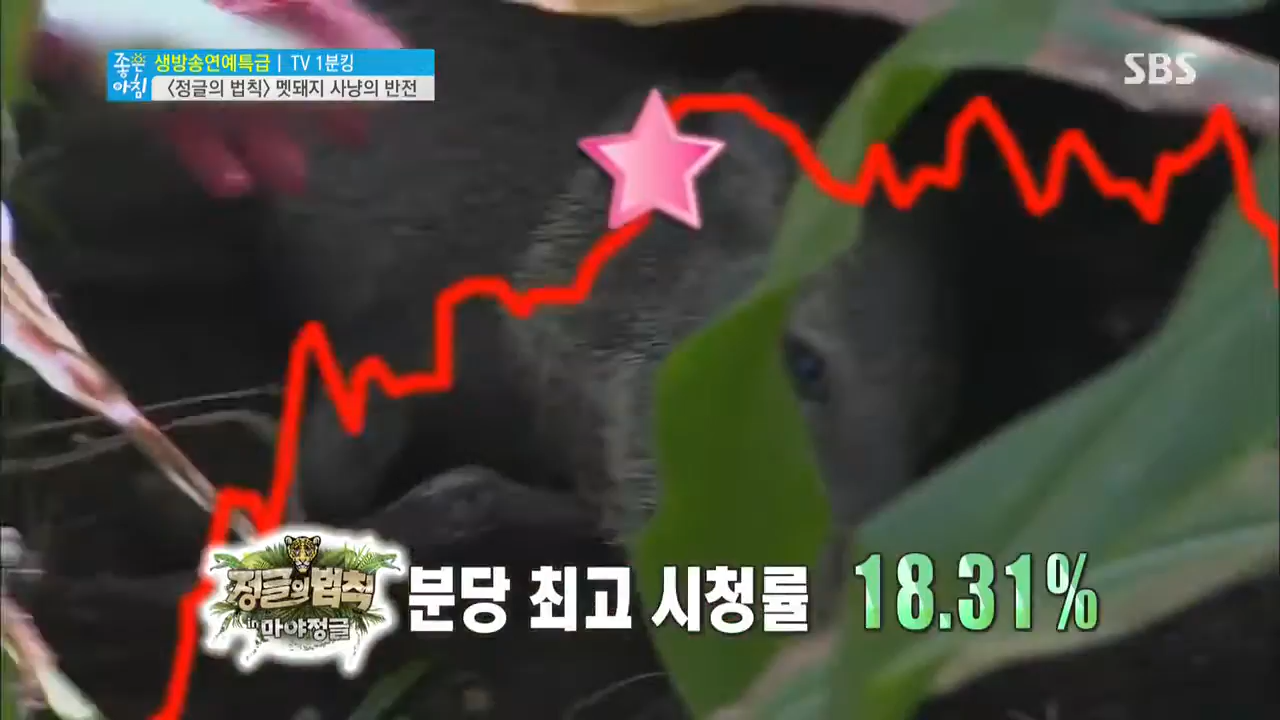 좋은
아침
생방송연예특급 | TV 1분킹
<정글의 법칙> 멧돼지 사냥의 반전
SBS
정글의법칙
in 마야정글
분당 최고 시청률 18.31%